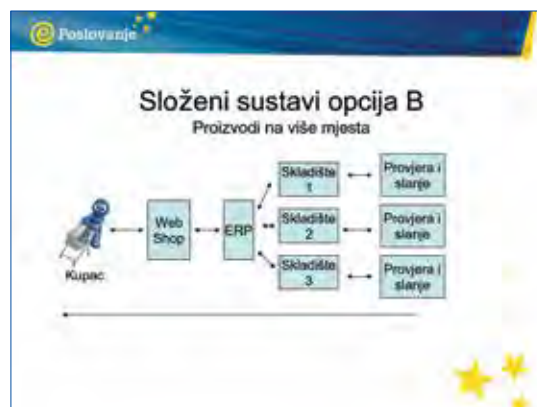 e Poslovanje
Složeni sustavi opcija B
Proizvodi na više mjesta
Kupac
Web
Shop
ERP
Skladište
1
Provjera i
slanje
Skladište
2
Provjera i
slanje
Skladište
3
Provjera i
slanje